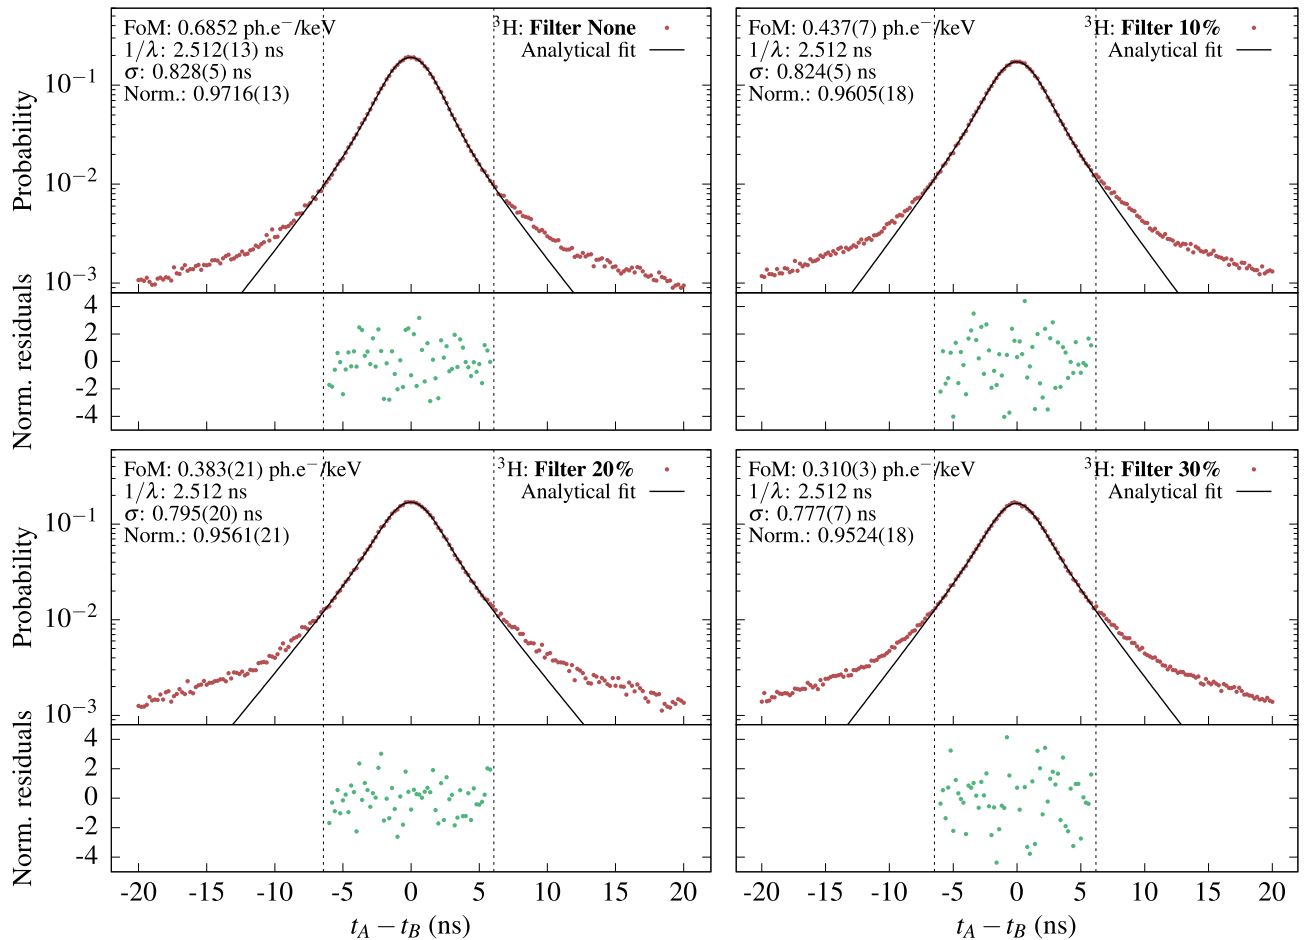 FoM: 0.6852 ph.e⁻/keV
1/λ: 2.512(13) ns
σ: 0.828(5) ns
Norm.: 0.9716(13)
³H: Filter None
Analytical fit
Probability
10⁻¹
10⁻²
10⁻³
Norm. residuals
4
2
0
-2
-4
FoM: 0.437(7) ph.e⁻/keV
1/λ: 2.512 ns
σ: 0.824(5) ns
Norm.: 0.9605(18)
³H: Filter 10%
Analytical fit
FoM: 0.383(21) ph.e⁻/keV
1/λ: 2.512 ns
σ: 0.795(20) ns
Norm.: 0.9561(21)
³H: Filter 20%
Analytical fit
Probability
10⁻¹
10⁻²
10⁻³
Norm. residuals
4
2
0
-2
-4
-20 -15 -10 -5 0 5 10 15 20
t_A − t_B (ns)
FoM: 0.310(3) ph.e⁻/keV
1/λ: 2.512 ns
σ: 0.777(7) ns
Norm.: 0.9524(18)
³H: Filter 30%
Analytical fit
-20 -15 -10 -5 0 5 10 15 20
t_A − t_B (ns)